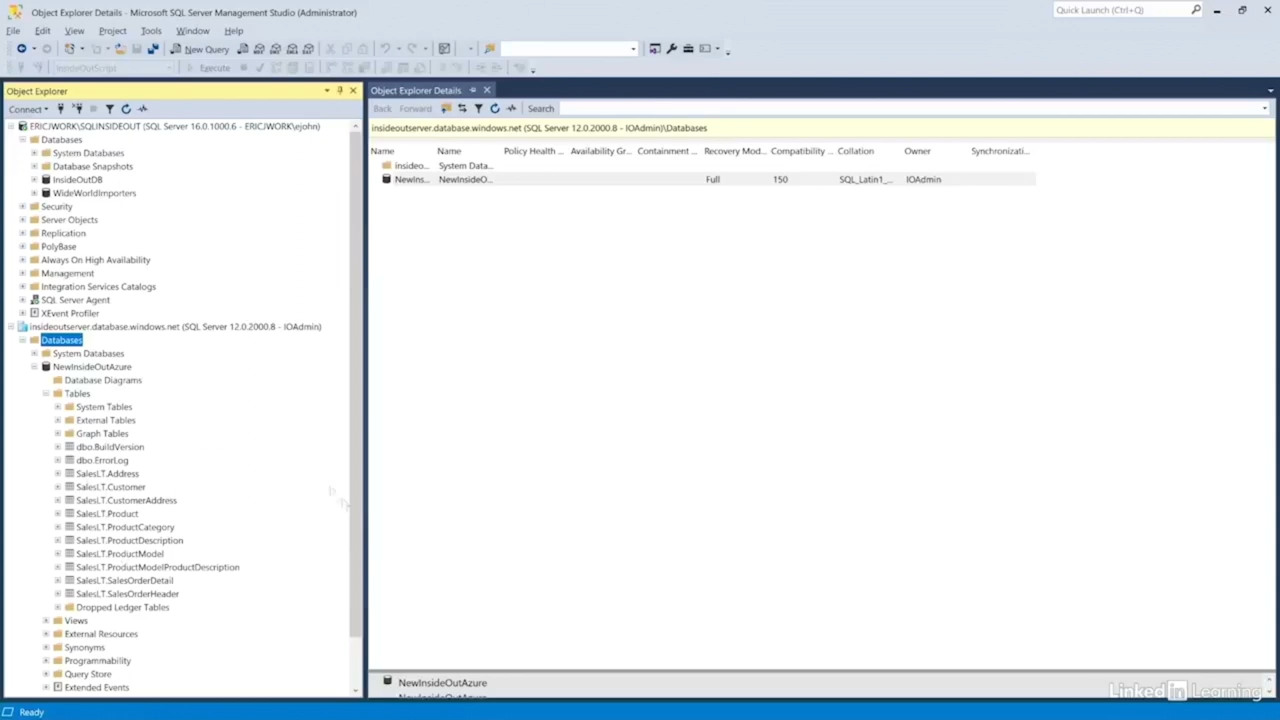 Object Explorer Details - Microsoft SQL Server Management Studio (Administrator)
Quick Launch (Ctrl+Q)
File Edit View Project Tools Window Help
New Query
InsideOutScript Execute
Object Explorer
Connect
ERICJWORK\SQLINSIDEOUT (SQL Server 16.0.1000.6 - ERICJWORK\ejohn)
Databases
System Databases
Database Snapshots
InsideOutDB
WideWorldImporters
Security
Server Objects
Replication
PolyBase
Always On High Availability
Management
Integration Services Catalogs
SQL Server Agent
XEvent Profiler
insideoutserver.database.windows.net (SQL Server 12.0.2000.8 - IOAdmin)
Databases
System Databases
NewInsideOutAzure
Database Diagrams
Tables
System Tables
External Tables
Graph Tables
dbo.BuildVersion
dbo.ErrorLog
SalesLT.Address
SalesLT.Customer
SalesLT.CustomerAddress
SalesLT.Product
SalesLT.ProductCategory
SalesLT.ProductDescription
SalesLT.ProductModel
SalesLT.ProductModelProductDescription
SalesLT.SalesOrderDetail
SalesLT.SalesOrderHeader
Dropped Ledger Tables
Views
External Resources
Synonyms
Programmability
Query Store
Extended Events
Object Explorer Details
Back Forward Search
insideoutserver.database.windows.net (SQL Server 12.0.2000.8 - IOAdmin)\Databases
Name Name Policy Health ... Availability Gr... Containment ... Recovery Mod... Compatibility ... Collation Owner Synchronizati...
insideo... System Data...
NewIns... NewInsideO... Full 150 SQL_Latin1_... IOAdmin
NewInsideOutAzure
LinkedIn Learning
Ready